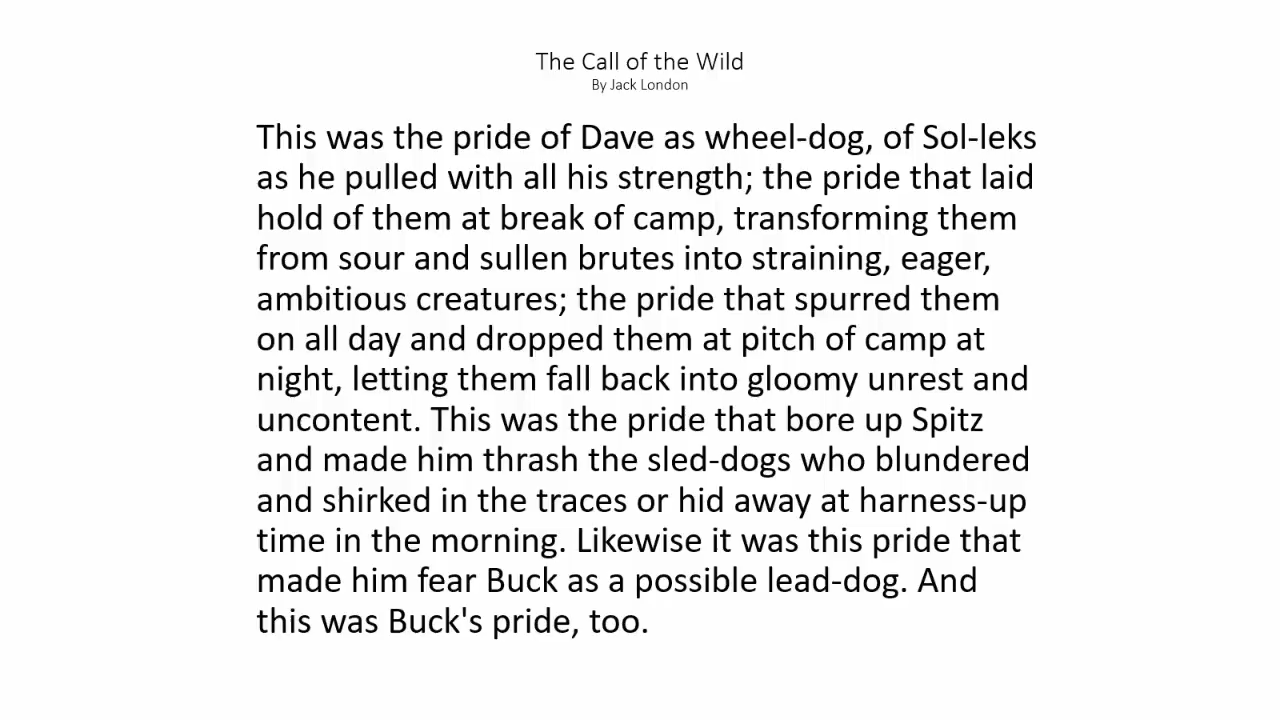 The Call of the Wild
By Jack London
This was the pride of Dave as wheel-dog, of Sol-leks
as he pulled with all his strength; the pride that laid
hold of them at break of camp, transforming them
from sour and sullen brutes into straining, eager,
ambitious creatures; the pride that spurred them
on all day and dropped them at pitch of camp at
night, letting them fall back into gloomy unrest and
uncontent. This was the pride that bore up Spitz
and made him thrash the sled-dogs who blundered
and shirked in the traces or hid away at harness-up
time in the morning. Likewise it was this pride that
made him fear Buck as a possible lead-dog. And
this was Buck's pride, too.